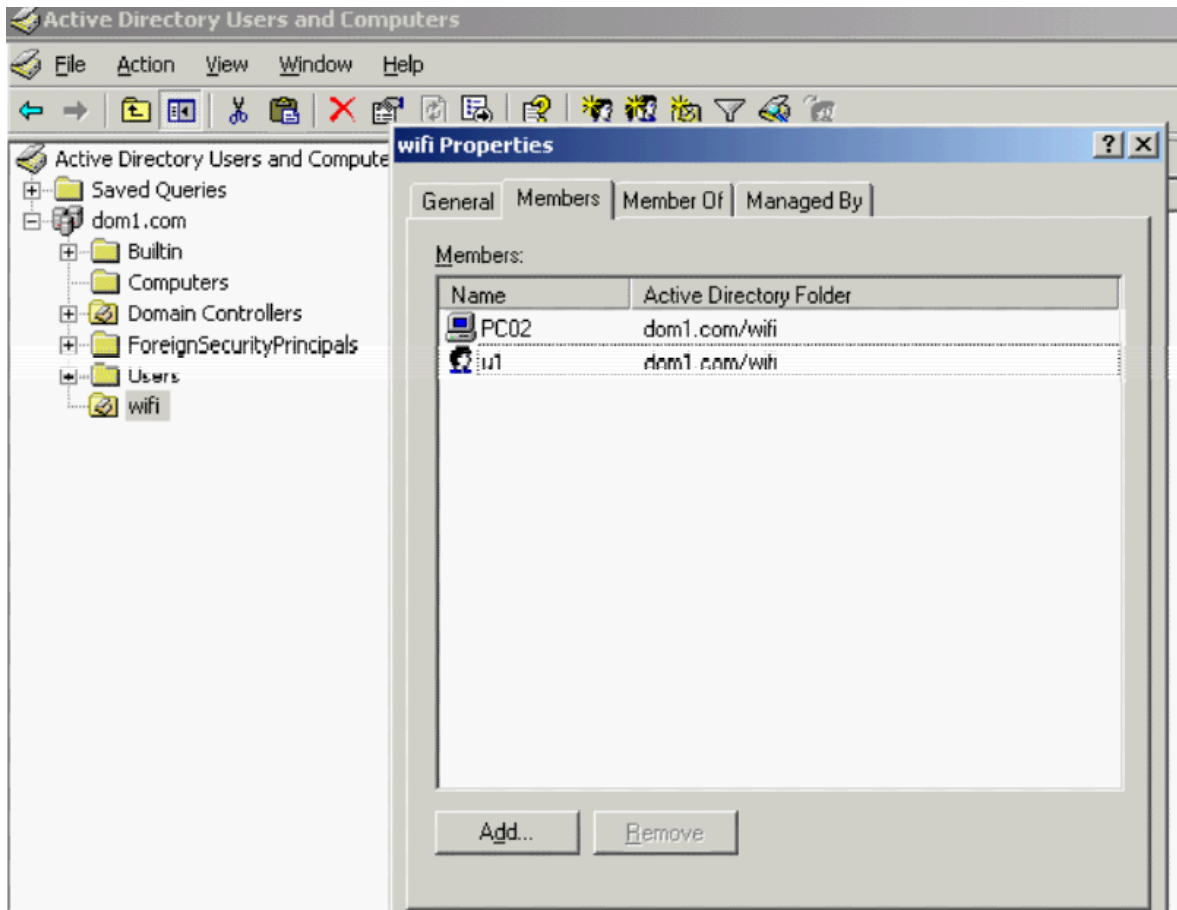 Active Directory Users and Computers
File Action View Window Help
wifi Properties
Active Directory Users and Compute
Saved Queries
dom1.com
Builtin
Computers
Domain Controllers
ForeignSecurityPrincipals
Users
wifi
General Members Member Of Managed By
Members:
Name Active Directory Folder
PC02 dom1.com/wifi
u1 dom1.com/wifi
Add... Remove